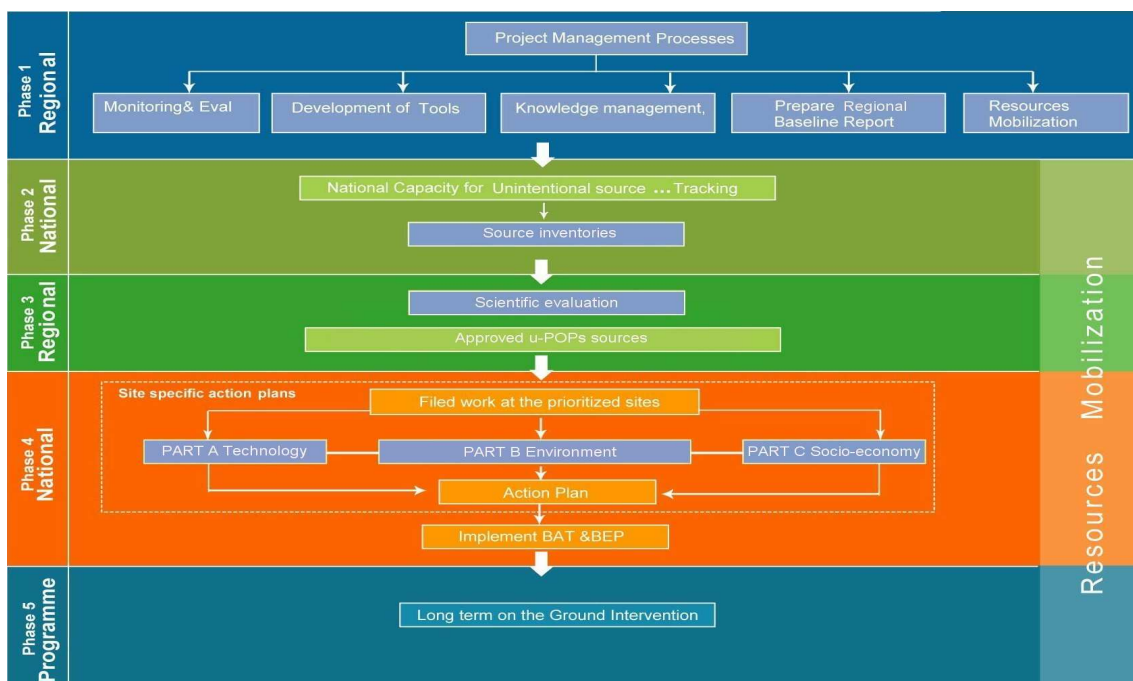 Phase 1
Regional
Project Management Processes
Monitoring& Eval
Development of Tools
Knowledge management,
Prepare Regional
Baseline Report
Resources
Mobilization
Phase 2
National
National Capacity for Unintentional source ...Tracking
Source inventories
Phase 3
Regional
Scientific evaluation
Approved u-POPs sources
Phase 4
National
Site specific action plans
Filed work at the prioritized sites
PART A Technology
PART B Environment
PART C Socio-economy
Action Plan
Implement BAT &BEP
Phase 5
Programme
Long term on the Ground Intervention
Resources Mobilization